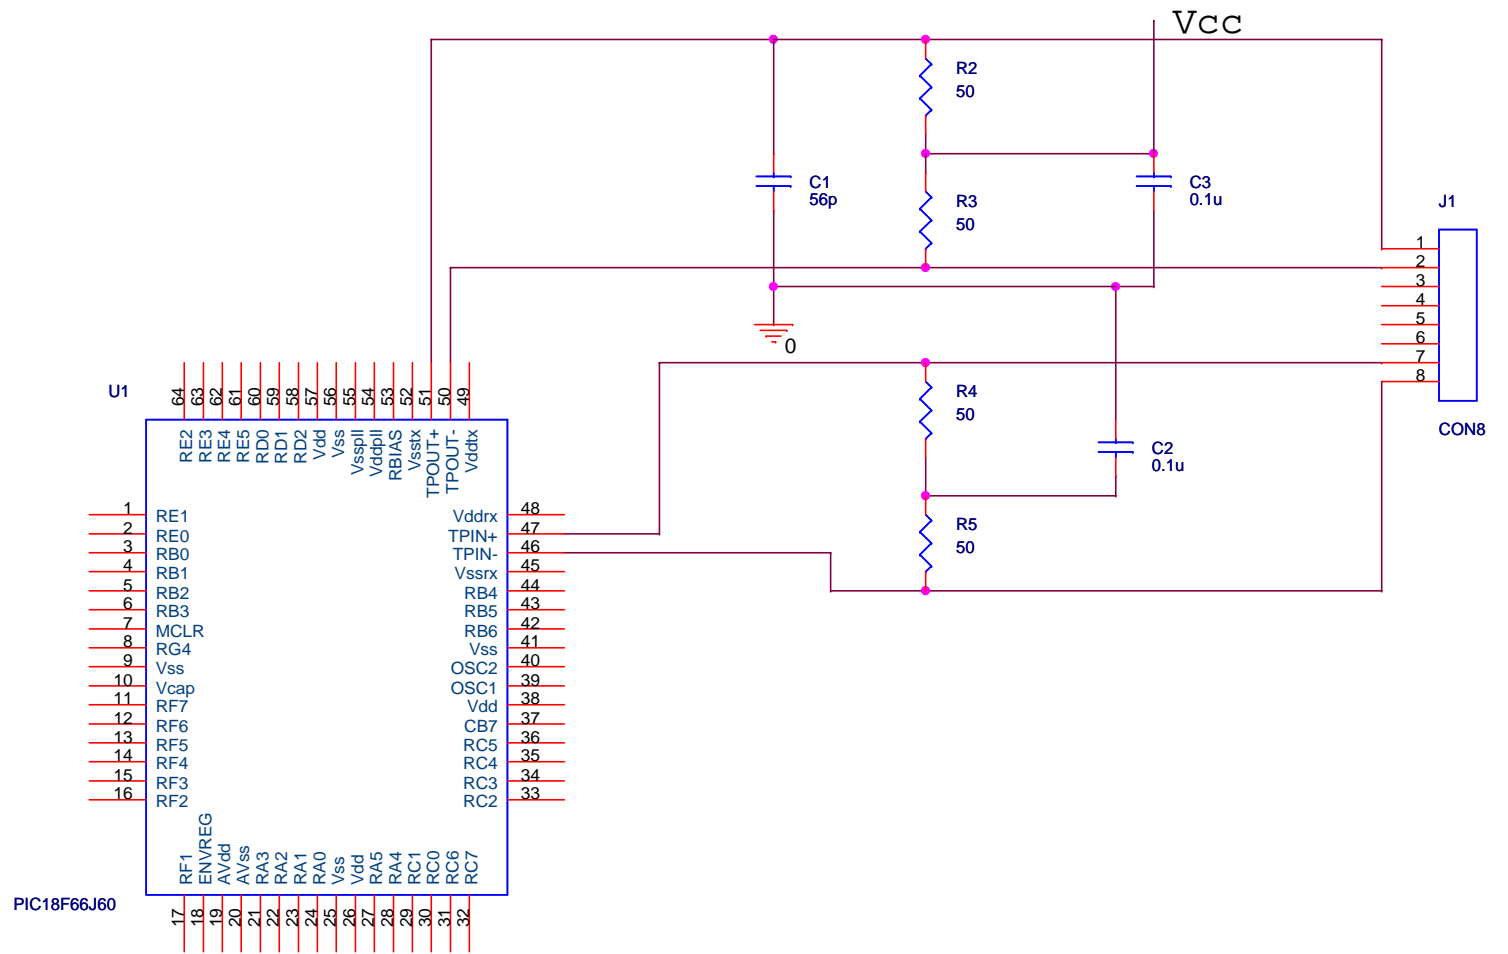 Vcc
R2
50
C1
56p
R3
50
C3
0.1u
J1
1
2
3
4
5
6
7
8
CON8
0
R4
50
C2
0.1u
R5
50
U1
64
63
62
61
60
59
58
57
56
55
54
53
52
51
50
49
RE2
RE3
RE4
RE5
RD0
RD1
RD2
Vdd
Vss
Vsspll
Vddpll
RBIAS
Vsstx
TPOUT+
TPOUT-
Vddtx
1 RE1
2 RE0
3 RB0
4 RB1
5 RB2
6 RB3
7 MCLR
8 RG4
9 Vss
10 Vcap
11 RF7
12 RF6
13 RF5
14 RF4
15 RF3
16 RF2
Vddrx 48
TPIN+ 47
TPIN- 46
Vssrx 45
RB4 44
RB5 43
RB6 42
Vss 41
OSC2 40
OSC1 39
Vdd 38
CB7 37
RC5 36
RC4 35
RC3 34
RC2 33
RF1
ENVREG
AVdd
AVss
RA3
RA2
RA1
RA0
Vss
Vdd
RA5
RA4
RC1
RC0
RC6
RC7
17
18
19
20
21
22
23
24
25
26
27
28
29
30
31
32
PIC18F66J60